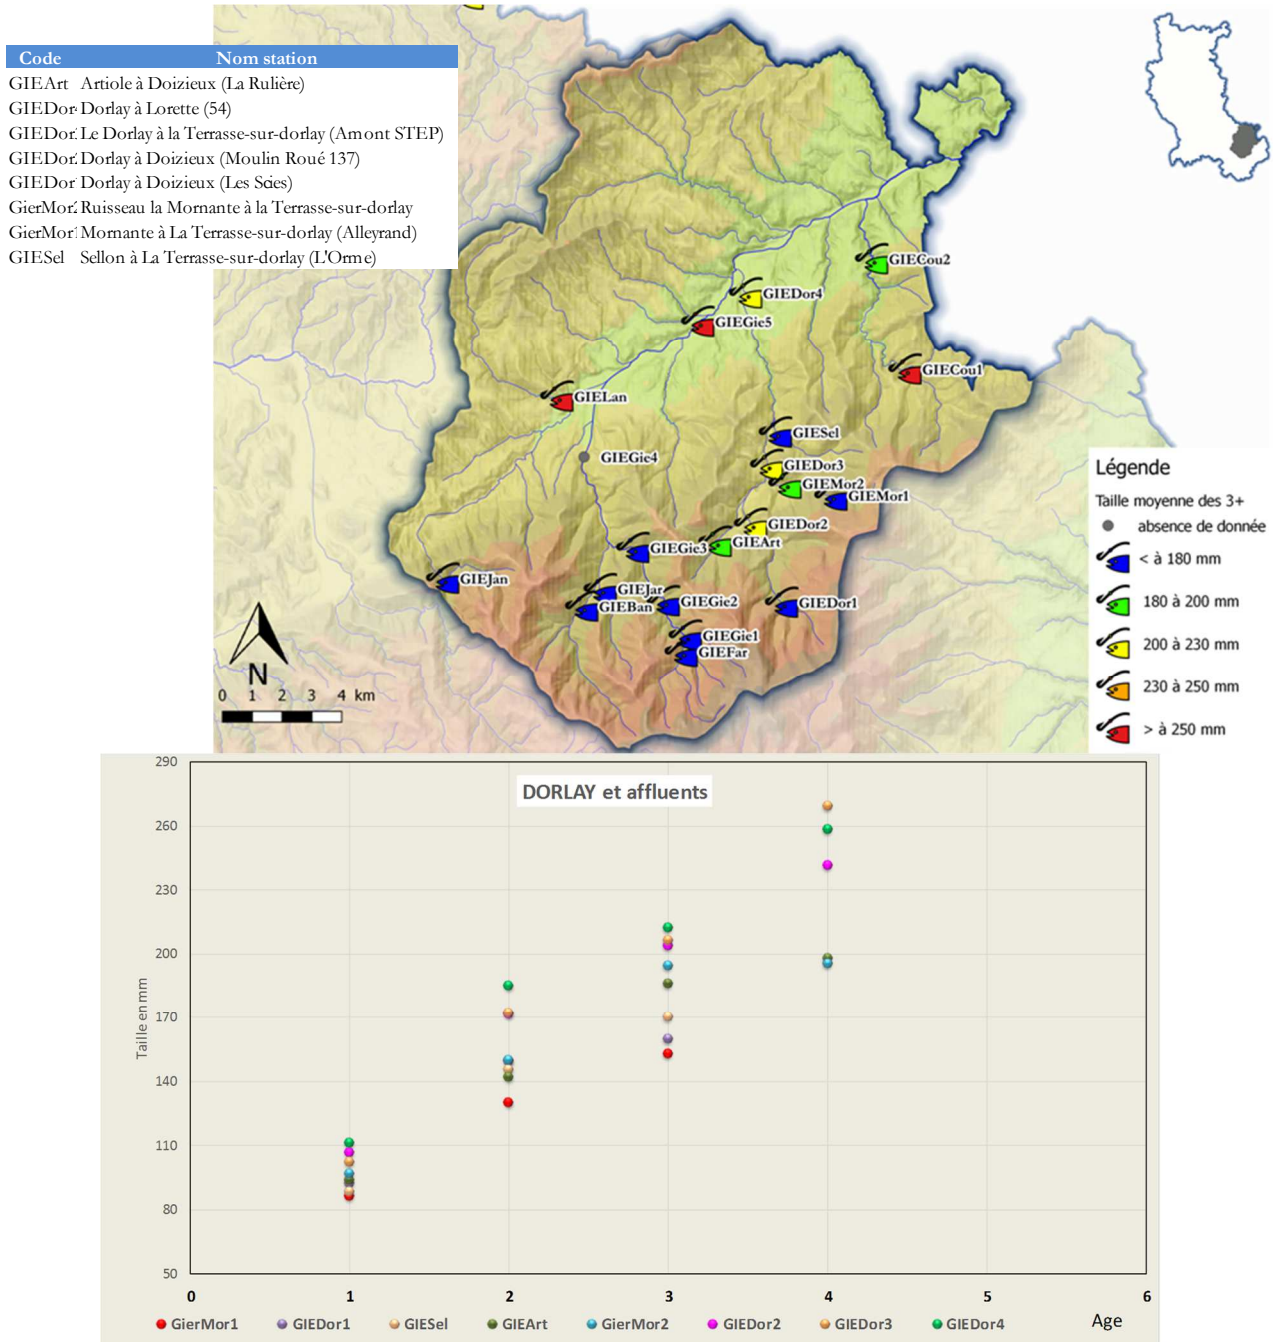 Code Nom station
GIEArt Artiole à Doizieux (La Rulière)
GIEDor Dorlay à Lorette (54)
GIEDor Le Dorlay à la Terrasse-sur-dorlay (Amont STEP)
GIEDor Dorlay à Doizieux (Moulin Roué 137)
GIEDor Dorlay à Doizieux (Les Scies)
GierMor2 Ruisseau la Mornante à la Terrasse-sur-dorlay
GierMor1 Mornante à La Terrasse-sur-dorlay (Alleyrand)
GIESel Sellon à La Terrasse-sur-dorlay (L'Orme)
GIECou2
GIEDor4
GIEGie5
GIECou1
GIELan
GIESel
GIEGie4
GIEDor3
GIEMor2
GIEMor1
GIEDor2
GIEArt
GIEGie3
GIEJan
GIEJar
GIEBan
GIEGie2
GIEDor1
GIEGie1
GIEFar
N
0 1 2 3 4 km
Légende
Taille moyenne des 3+
absence de donnée
< à 180 mm
180 à 200 mm
200 à 230 mm
230 à 250 mm
> à 250 mm
DORLAY et affluents
290
260
230
200
170
140
110
80
50
Taille en mm
0 1 2 3 4 5 6
Age
GierMor1 GIEDor1 GIESel GIEArt GierMor2 GIEDor2 GIEDor3 GIEDor4